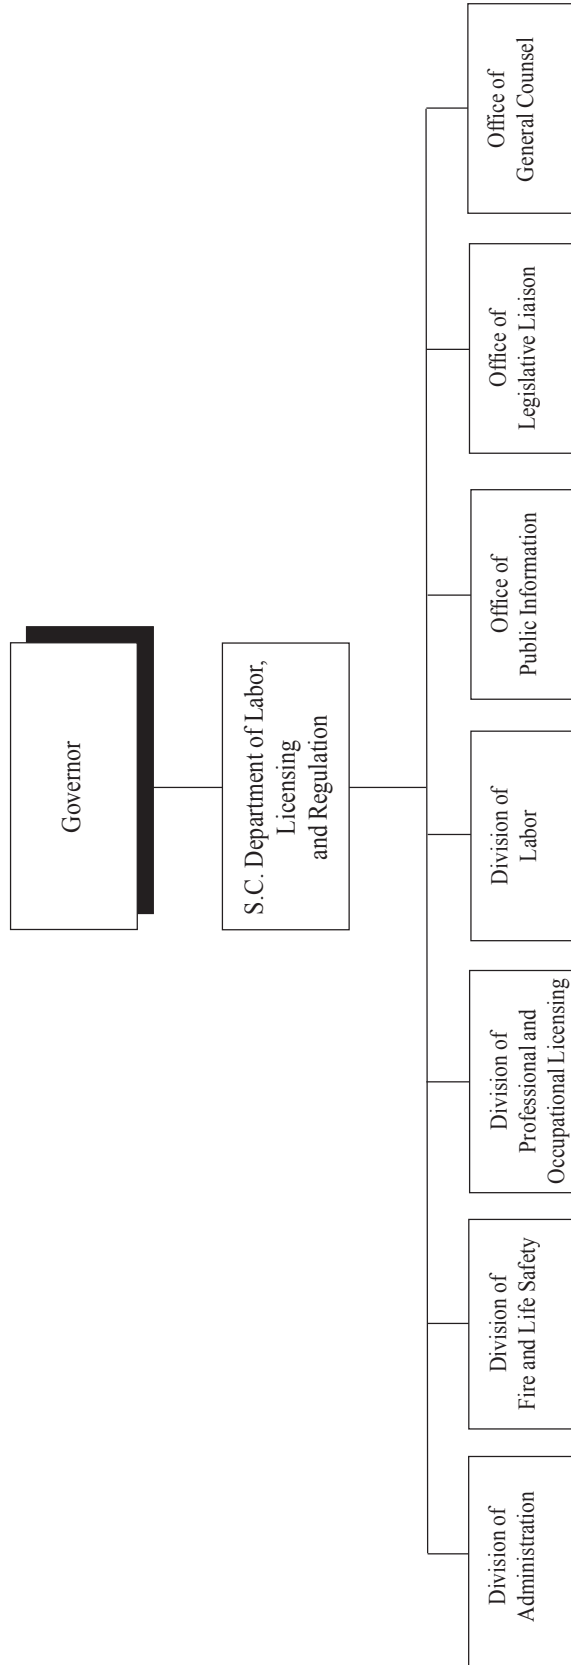 Governor
S.C. Department of Labor,
Licensing
and Regulation
Division of
Administration
Division of
Fire and Life Safety
Division of
Professional and
Occupational Licensing
Division of
Labor
Office of
Public Information
Office of
Legislative Liaison
Office of
General Counsel